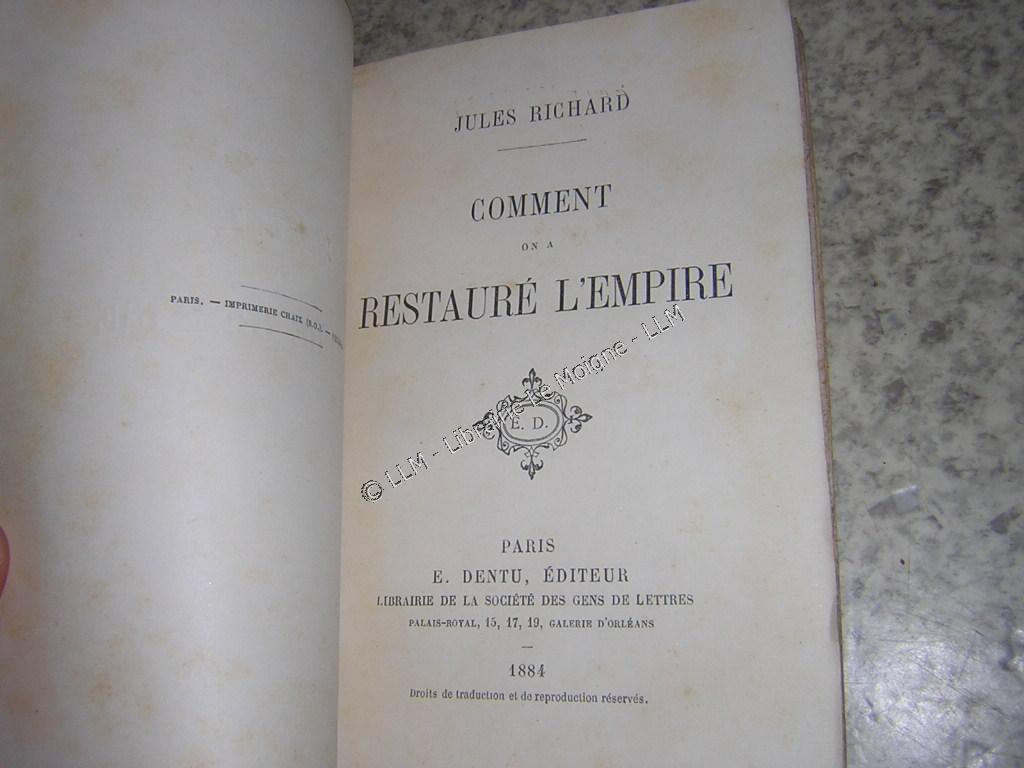 PARIS. — IMPRIMERIE CHAIX (S.O.). —
JULES RICHARD
COMMENT
ON A
RESTAURÉ L'EMPIRE
E. D.
© LLM - Librairie Le Moigne - LLM
PARIS
E. DENTU, ÉDITEUR
LIBRAIRIE DE LA SOCIÉTÉ DES GENS DE LETTRES
PALAIS-ROYAL, 15, 17, 19, GALERIE D'ORLÉANS
—
1884
Droits de traduction et de reproduction réservés.